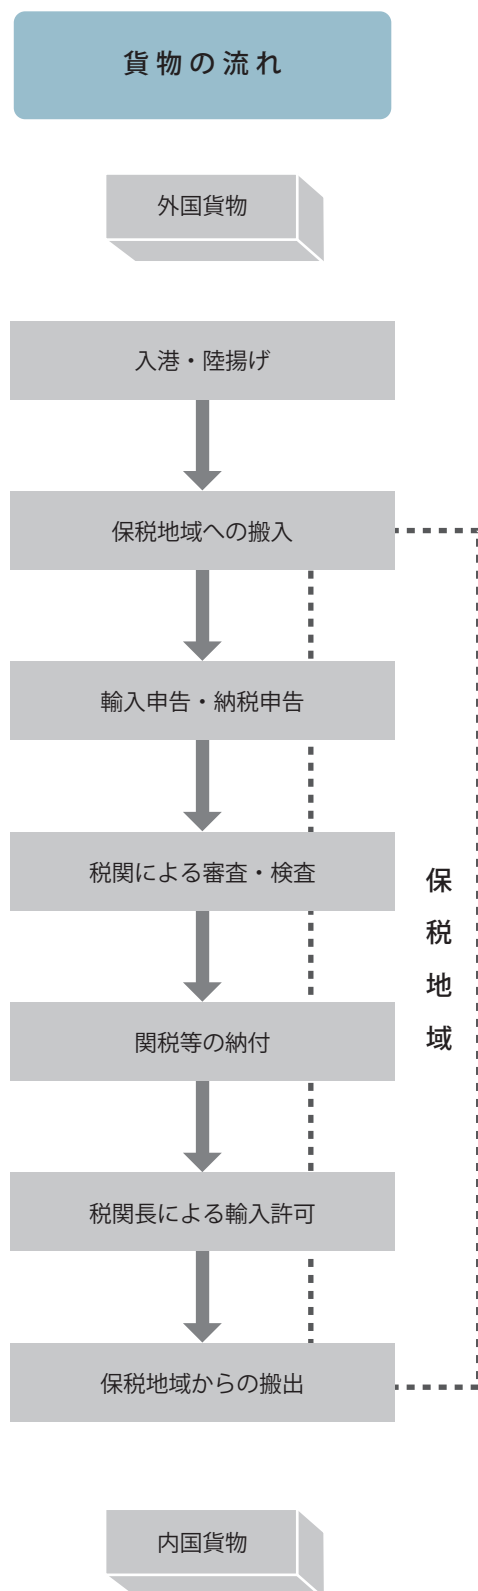 貨物の流れ
外国貨物
入港・陸揚げ
保税地域への搬入
輸入申告・納税申告
税関による審査・検査
関税等の納付
税関長による輸入許可
保税地域からの搬出
保税地域
内国貨物